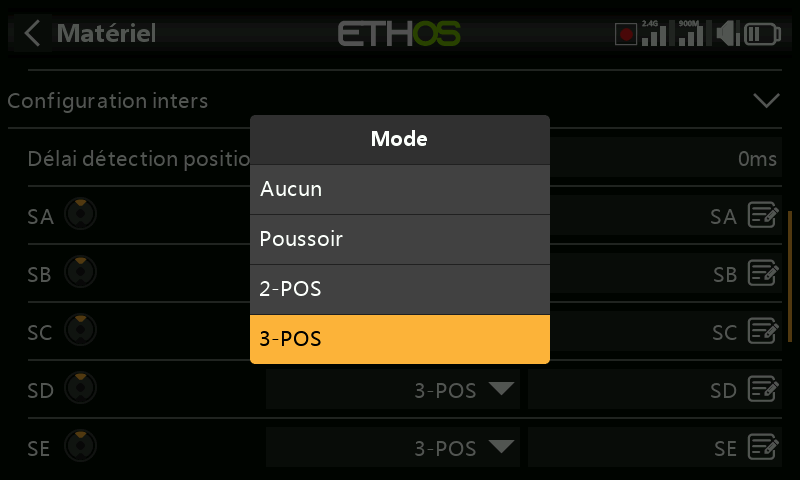 Matériel
ETHOS
2.4G
900M
Configuration inters
Délai détection positio
0ms
Mode
Aucun
Poussoir
2-POS
3-POS
SA
SA
SB
SB
SC
SC
SD
3-POS
SD
SE
3-POS
SE